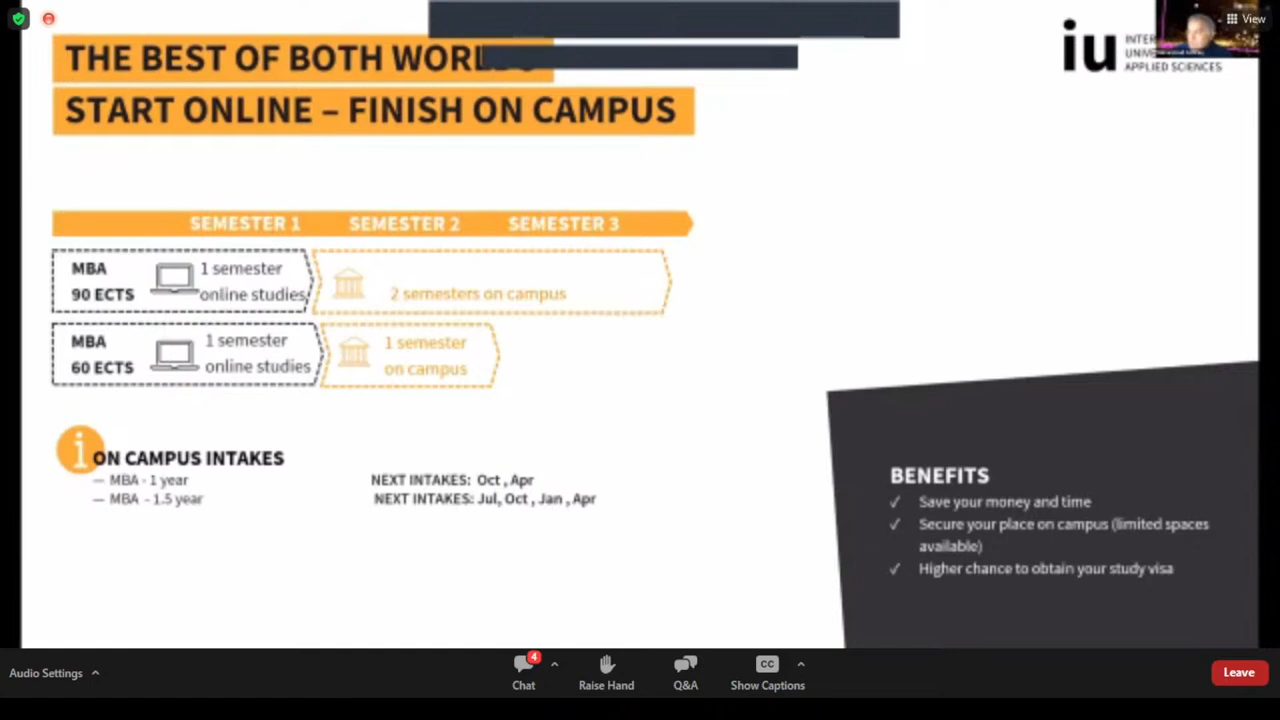 View
THE BEST OF BOTH
START ONLINE – FINISH ON CAMPUS
iu
APPLIED SCIENCES
SEMESTER 1 SEMESTER 2 SEMESTER 3
MBA
90 ECTS
1 semester
online studies
2 semesters on campus
MBA
60 ECTS
1 semester
online studies
1 semester
on campus
i
ON CAMPUS INTAKES
— MBA - 1 year NEXT INTAKES: Oct , Apr
— MBA - 1.5 year NEXT INTAKES: Jul, Oct , Jan , Apr
BENEFITS
✓ Save your money and time
✓ Secure your place on campus (limited spaces
available)
✓ Higher chance to obtain your study visa
Audio Settings
4
Chat
Raise Hand
Q&A
CC
Show Captions
Leave